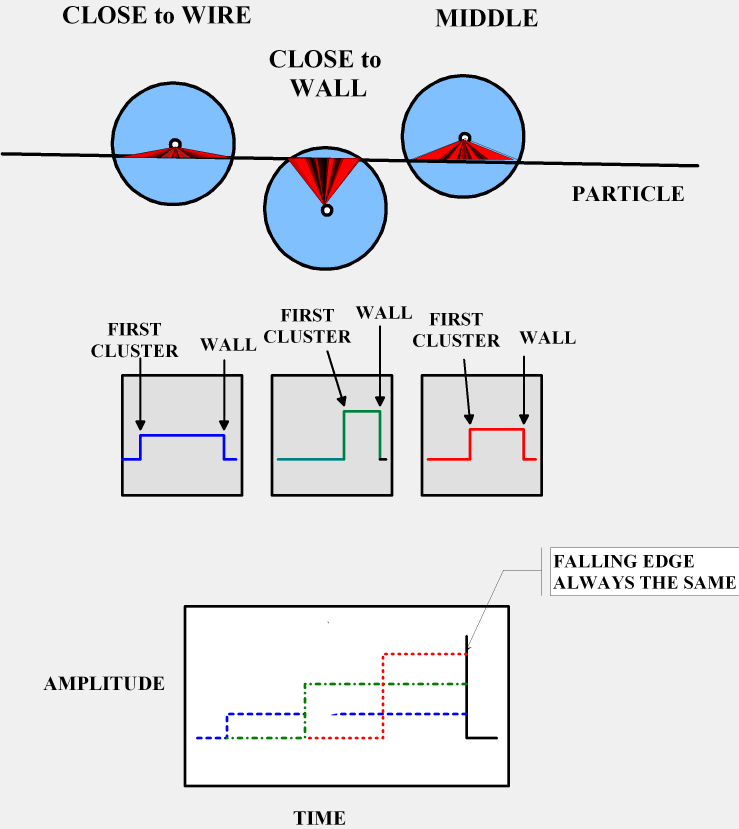 CLOSE to WIRE
MIDDLE
CLOSE to
WALL
PARTICLE
FIRST
CLUSTER
WALL
FIRST
CLUSTER
WALL
FIRST
CLUSTER
WALL
FALLING EDGE
ALWAYS THE SAME
AMPLITUDE
TIME